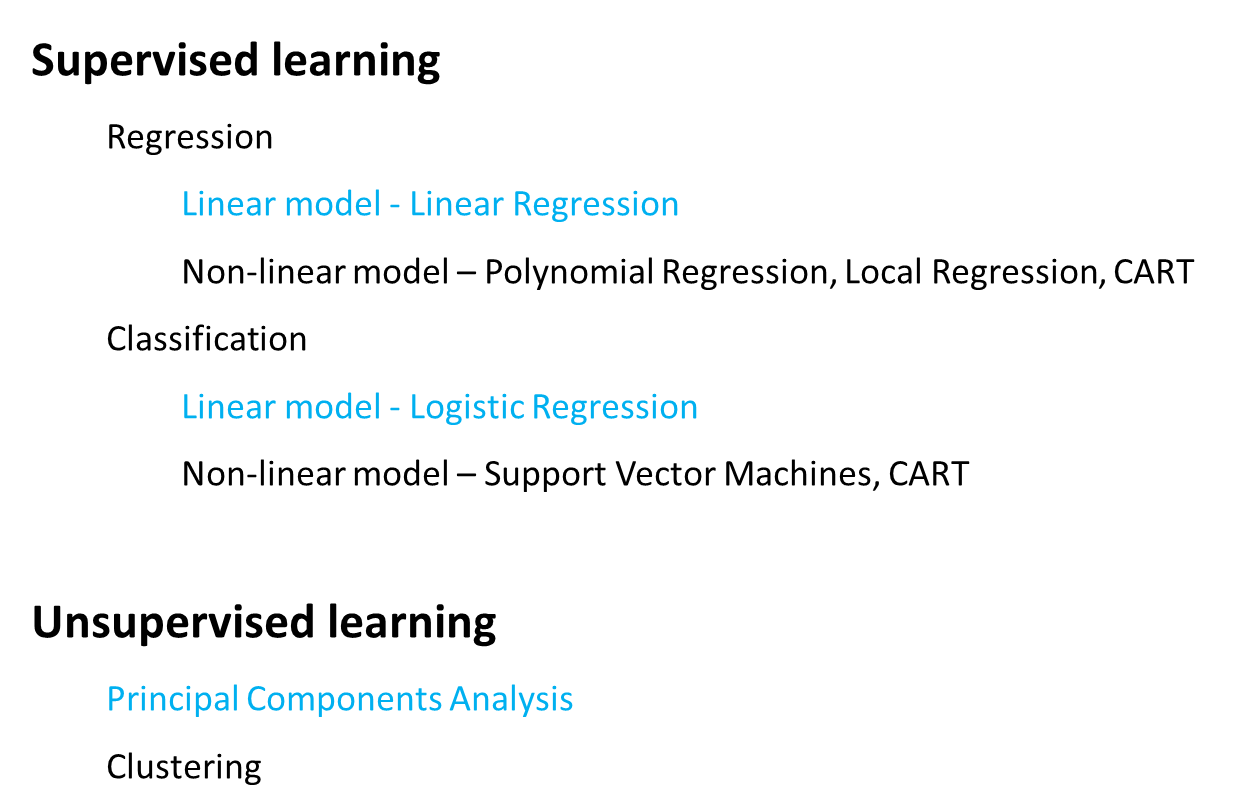 Supervised learning
Regression
Linear model - Linear Regression
Non-linear model – Polynomial Regression, Local Regression, CART
Classification
Linear model - Logistic Regression
Non-linear model – Support Vector Machines, CART
Unsupervised learning
Principal Components Analysis
Clustering